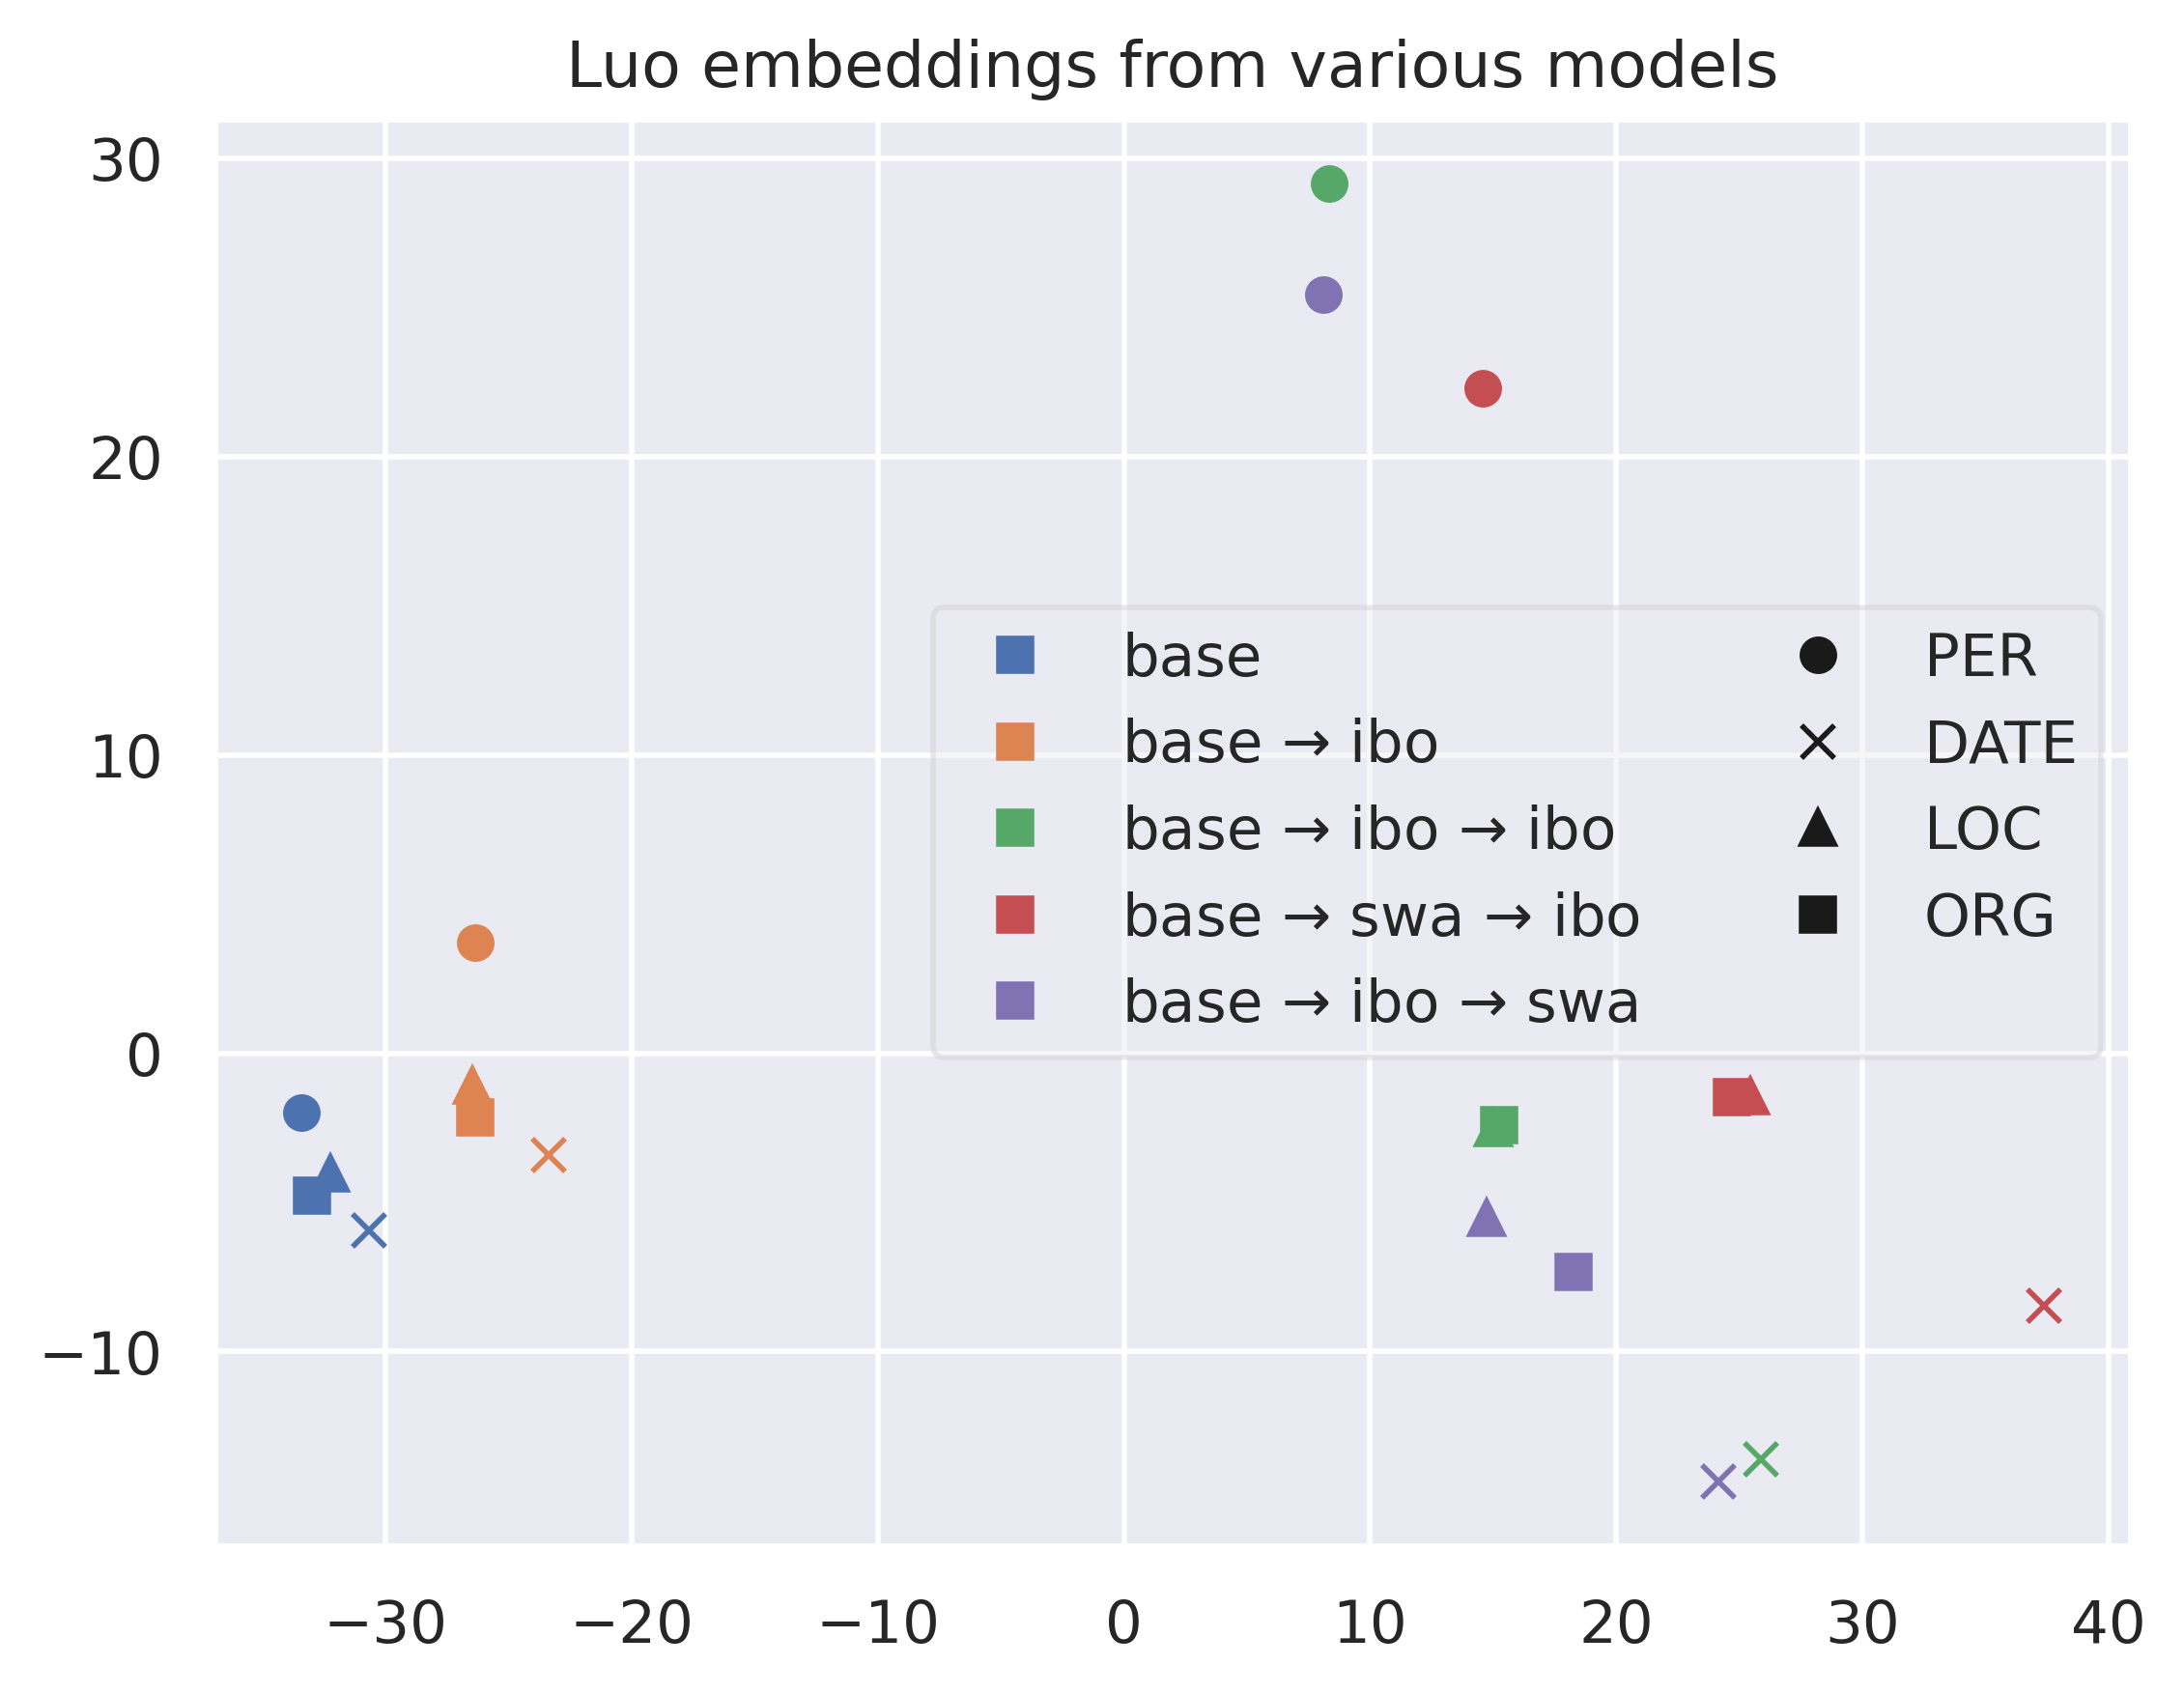 Luo embeddings from various models
30
20
10
0
−10
base
base → ibo
base → ibo → ibo
base → swa → ibo
base → ibo → swa
PER
DATE
LOC
ORG
−30 −20 −10 0 10 20 30 40